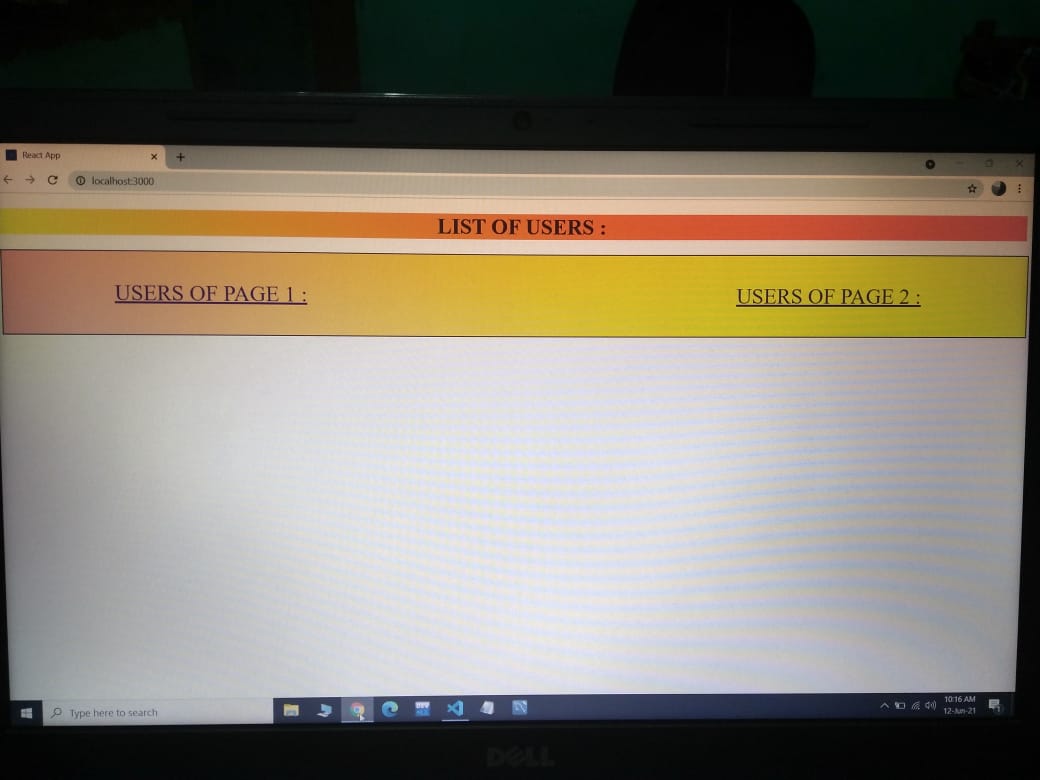 React App
localhost:3000
LIST OF USERS :
USERS OF PAGE 1 :
USERS OF PAGE 2 :
Type here to search
10:16 AM
12-Jun-21
DELL